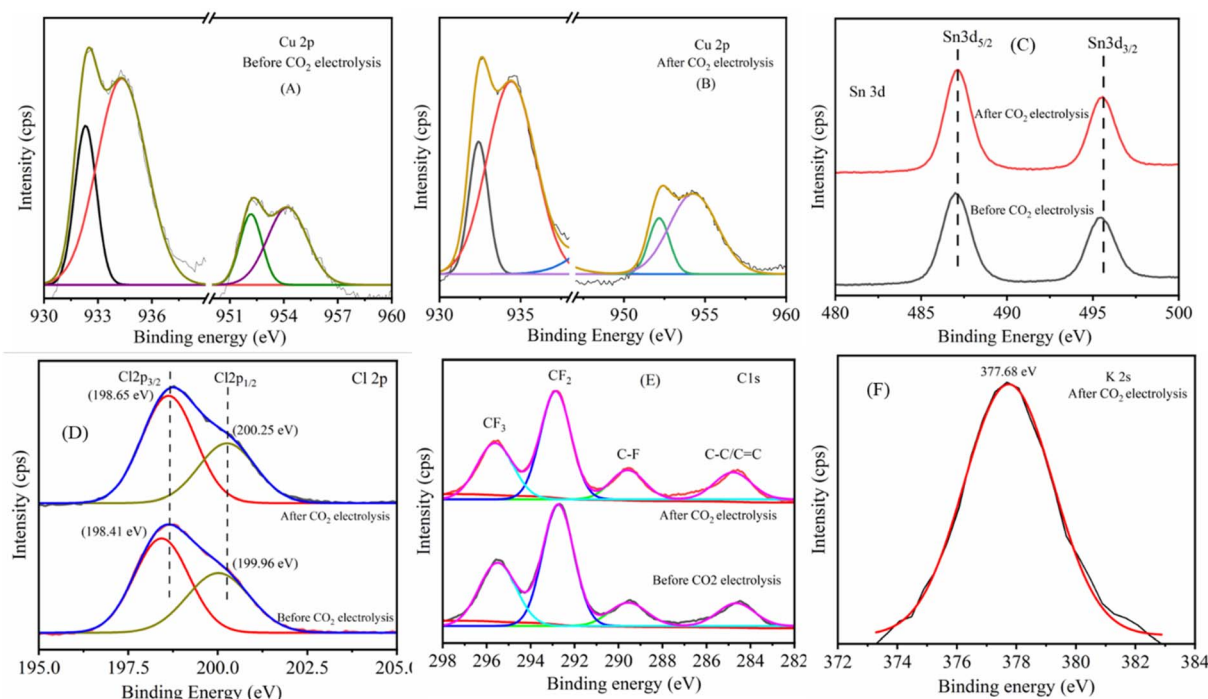 Cu 2p
Before CO2 electrolysis
(A)
Intensity (cps)
930 933 936 951 954 957 960
Binding energy (eV)
Cu 2p
After CO2 electrolysis
(B)
Intensity (cps)
930 935 950 955 960
Binding energy (eV)
Sn3d5/2
(C)
Sn3d3/2
Sn 3d
After CO2 electrolysis
Before CO2 electrolysis
Intensity (cps)
480 485 490 495 500
Binding Energy (eV)
Cl2p3/2
Cl2p1/2
Cl 2p
(198.65 eV)
(D)
(200.25 eV)
After CO2 electrolysis
(198.41 eV)
(199.96 eV)
Before CO2 electrolysis
Intensity (cps)
195.0 197.5 200.0 202.5 205.0
Binding Energy (eV)
CF2
(E)
C1s
CF3
C-F
C-C/C=C
After CO2 electrolysis
Before CO2 electrolysis
Intensity (cps)
298 296 294 292 290 288 286 284 282
Binding energy (eV)
377.68 eV
K 2s
(F)
After CO2 electrolysis
Intensity (cps)
372 374 376 378 380 382 384
Binding energy (eV)